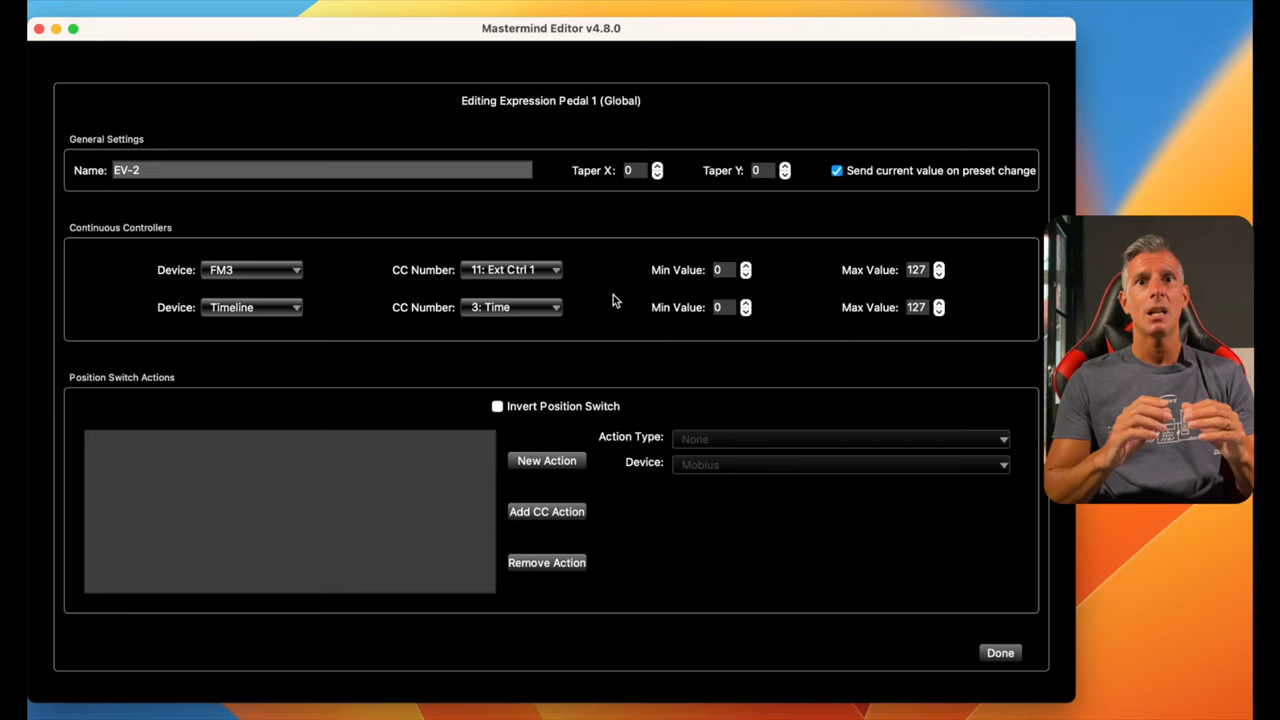 Mastermind Editor v4.8.0
Editing Expression Pedal 1 (Global)
General Settings
Name: EV-2 Taper X: 0 Taper Y: 0 Send current value on preset change
Continuous Controllers
Device: FM3 CC Number: 11: Ext Ctrl 1 Min Value: 0 Max Value: 127
Device: Timeline CC Number: 3: Time Min Value: 0 Max Value: 127
Position Switch Actions
Invert Position Switch
Action Type: None
New Action
Device: Mobius
Add CC Action
Remove Action
Done